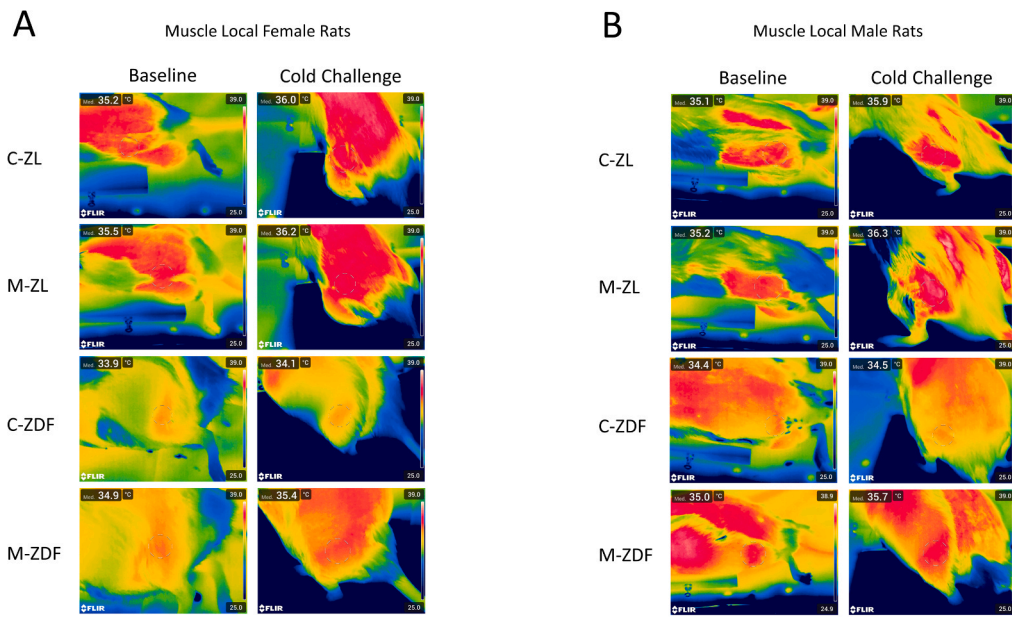 A
Muscle Local Female Rats
Baseline Cold Challenge
C-ZL
Med. 35.2 °C 39.0
FLIR 25.0
Med. 36.0 °C 39.0
FLIR 25.0
M-ZL
Med. 35.5 °C 39.0
FLIR 25.0
Med. 36.2 °C 39.0
FLIR 25.0
C-ZDF
Med. 33.9 °C 39.0
FLIR 25.0
Med. 34.1 °C 39.0
FLIR 25.0
M-ZDF
Med. 34.9 °C 39.0
FLIR 25.0
Med. 35.4 °C 39.0
FLIR 25.0
B
Muscle Local Male Rats
Baseline Cold Challenge
C-ZL
Med. 35.1 °C 39.0
FLIR 25.0
Med. 35.9 °C 39.0
FLIR 25.0
M-ZL
Med. 35.2 °C 39.0
FLIR 25.0
Med. 36.3 °C 39.0
FLIR 25.0
C-ZDF
Med. 34.4 °C 39.0
FLIR 25.0
Med. 34.5 °C 39.0
FLIR 25.0
M-ZDF
Med. 35.0 °C 38.9
FLIR 24.9
Med. 35.7 °C 39.0
FLIR 25.0